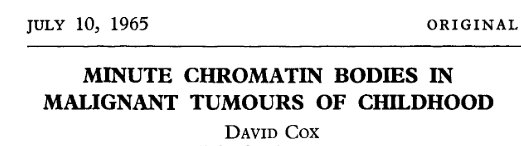 JULY 10, 1965 ORIGINAL
MINUTE CHROMATIN BODIES IN
MALIGNANT TUMOURS OF CHILDHOOD
DAVID COX